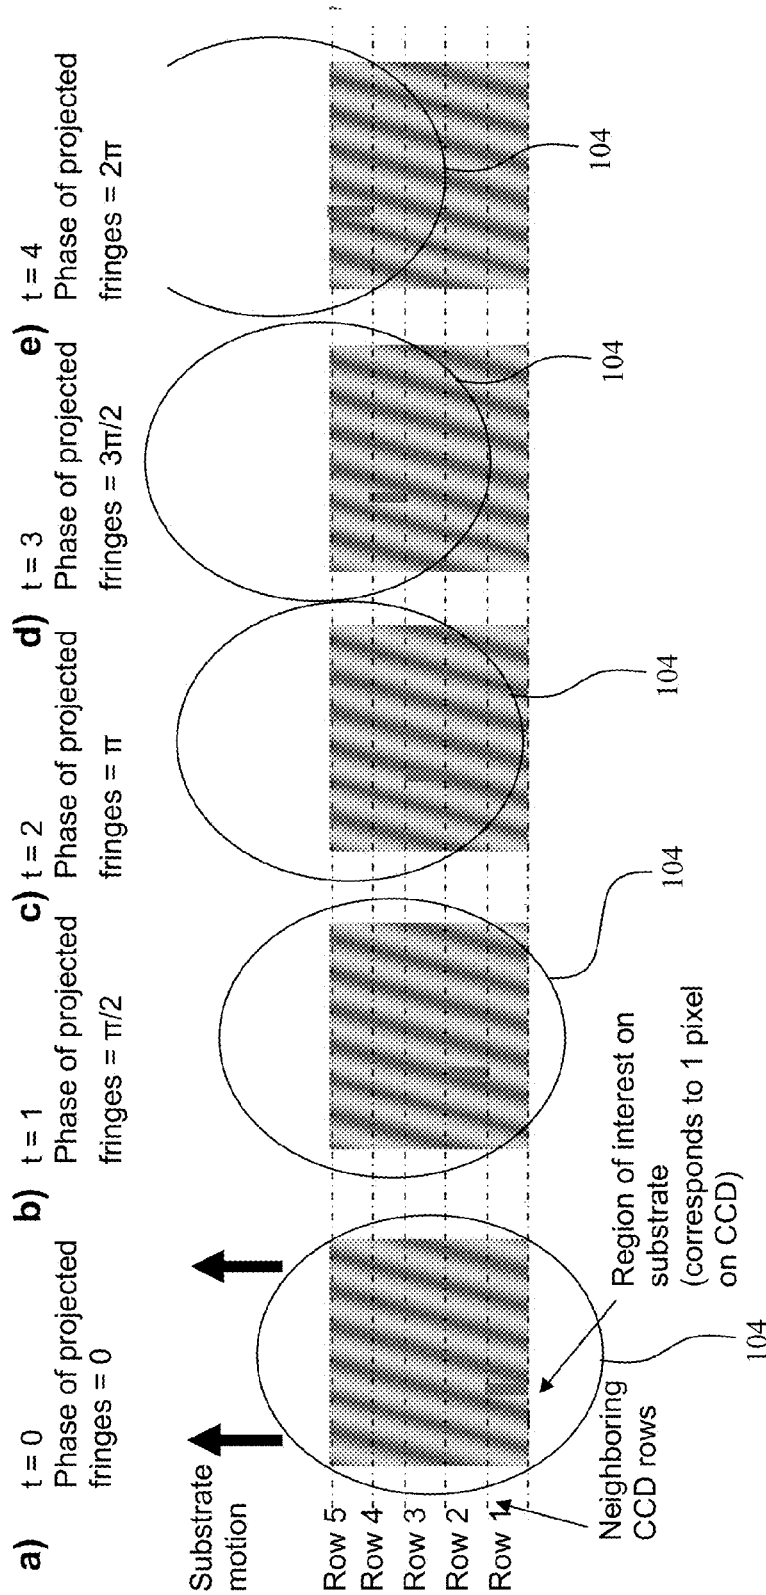 a)
t = 0
Phase of projected
fringes = 0
b)
t = 1
Phase of projected
fringes = π/2
c)
t = 2
Phase of projected
fringes = π
d)
t = 3
Phase of projected
fringes = 3π/2
e)
t = 4
Phase of projected
fringes = 2π
Substrate
motion
Row 5
Row 4
Row 3
Row 2
Row 1
Neighboring
CCD rows
Region of interest on
substrate
(corresponds to 1 pixel
on CCD)
104
104
104
104
104